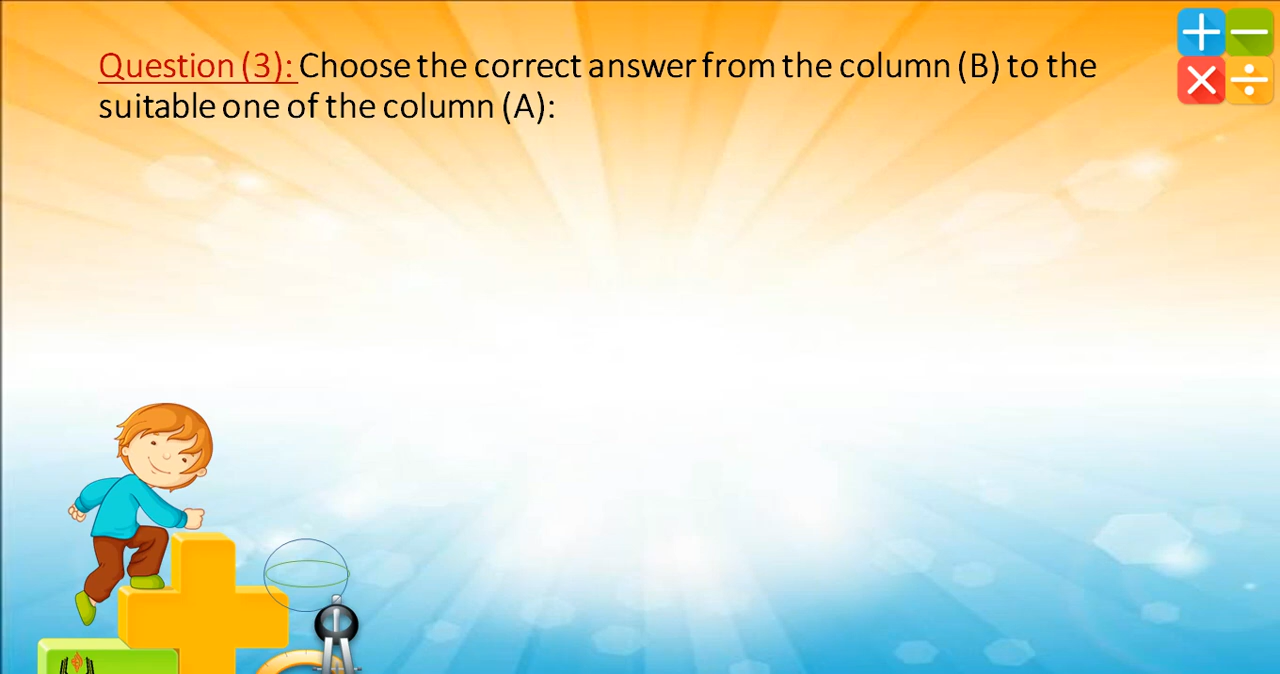 Question (3): Choose the correct answer from the column (B) to the
suitable one of the column (A):